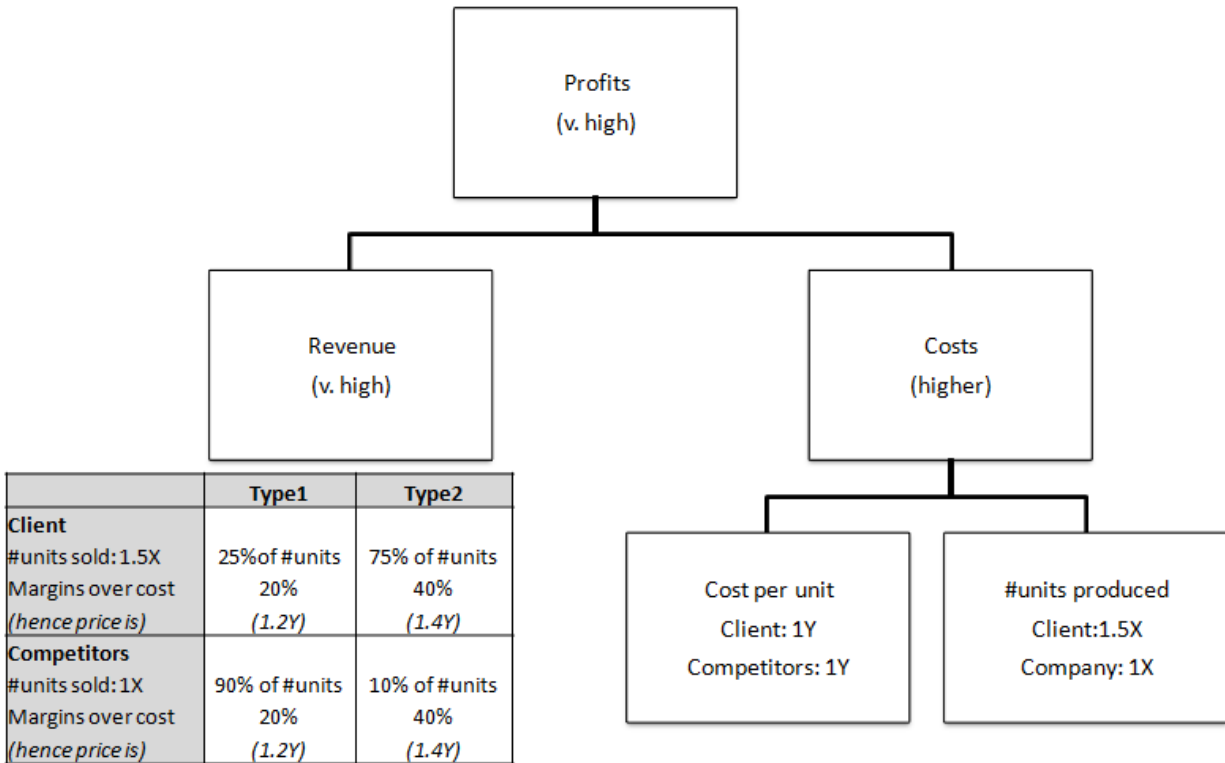 Profits
(v. high)
Revenue
(v. high)
Costs
(higher)
Type1 Type2
Client
#units sold: 1.5X 25%of #units 75% of #units
Margins over cost 20% 40%
(hence price is) (1.2Y) (1.4Y)
Competitors
#units sold: 1X 90% of #units 10% of #units
Margins over cost 20% 40%
(hence price is) (1.2Y) (1.4Y)
Cost per unit
Client: 1Y
Competitors: 1Y
#units produced
Client:1.5X
Company: 1X